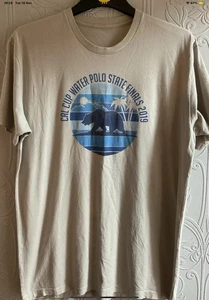 CAL CUP WATER POLO STATE FINALS 2019